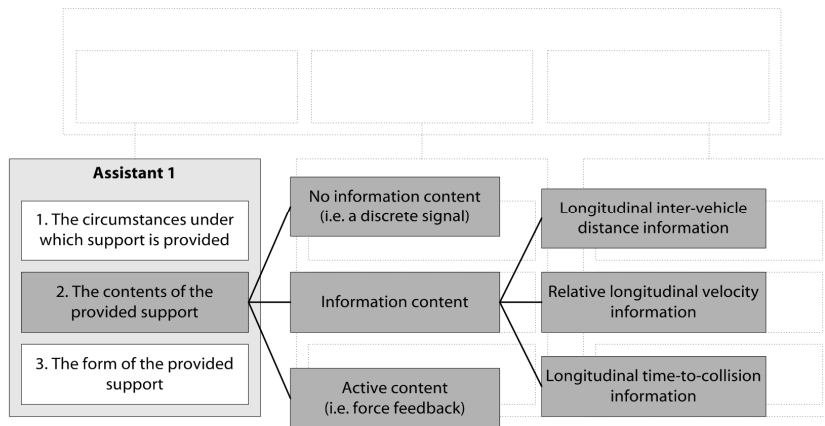 Assistant 1
1. The circumstances under
which support is provided
2. The contents of the
provided support
3. The form of the provided
support
No information content
(i.e. a discrete signal)
Information content
Active content
(i.e. force feedback)
Longitudinal inter-vehicle
distance information
Relative longitudinal velocity
information
Longitudinal time-to-collision
information